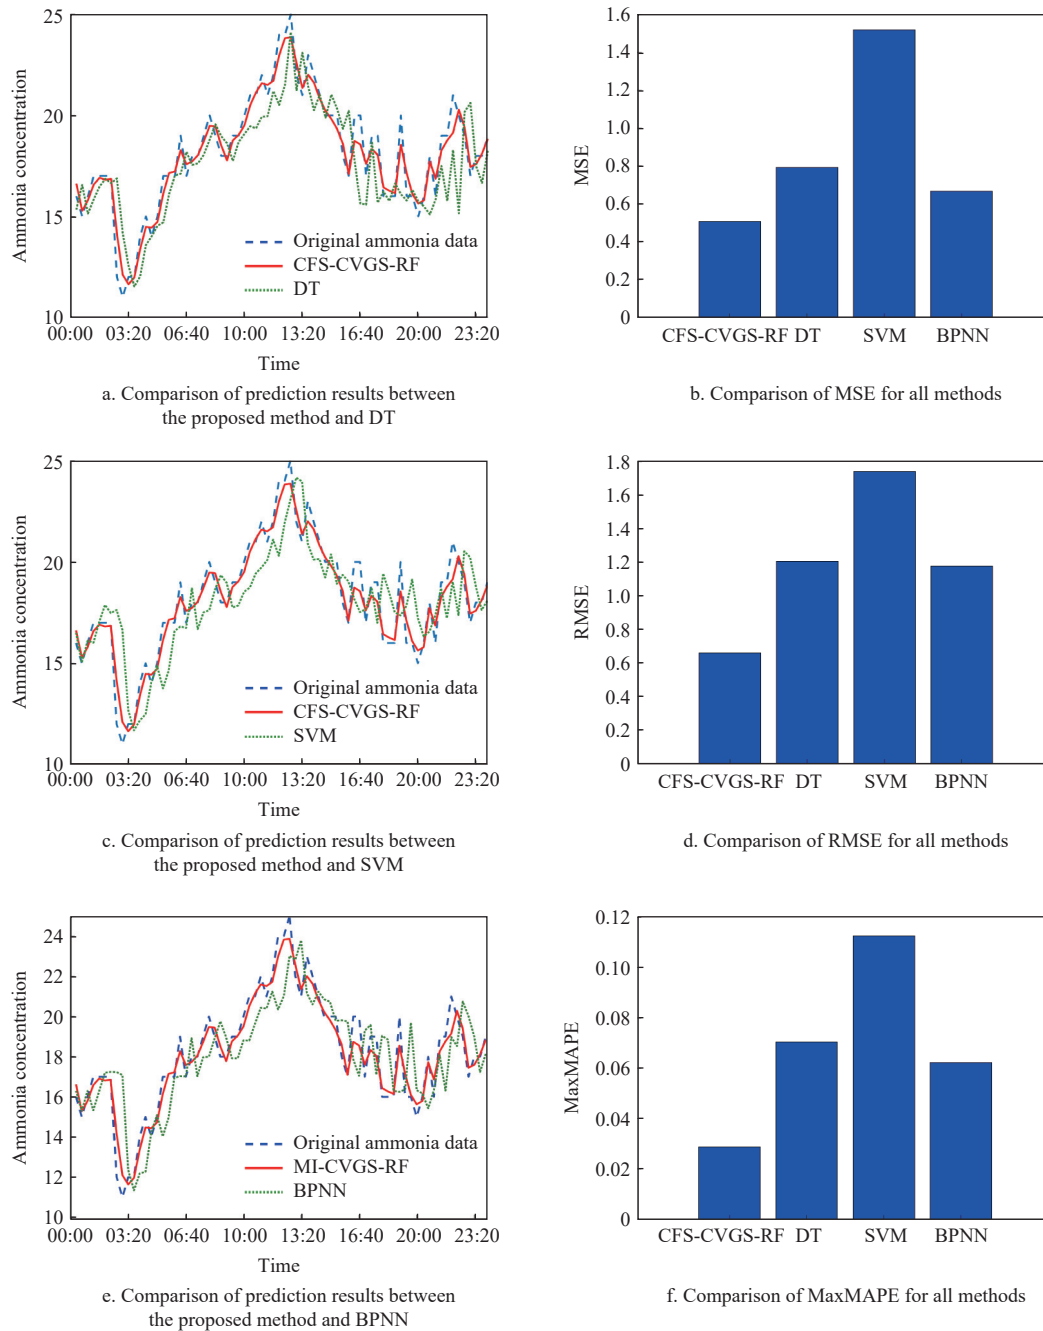 25
20
15
10
Ammonia concentration
Original ammonia data
CFS-CVGS-RF
DT
00:00 03:20 06:40 10:00 13:20 16:40 20:00 23:20
Time
a. Comparison of prediction results between
the proposed method and DT
1.6
1.4
1.2
1.0
0.8
0.6
0.4
0.2
0
MSE
CFS-CVGS-RF DT SVM BPNN
b. Comparison of MSE for all methods
25
20
15
10
Ammonia concentration
Original ammonia data
CFS-CVGS-RF
SVM
00:00 03:20 06:40 10:00 13:20 16:40 20:00 23:20
Time
c. Comparison of prediction results between
the proposed method and SVM
1.8
1.6
1.4
1.2
1.0
0.8
0.6
0.4
0.2
0
RMSE
CFS-CVGS-RF DT SVM BPNN
d. Comparison of RMSE for all methods
24
22
20
18
16
14
12
10
Ammonia concentration
Original ammonia data
MI-CVGS-RF
BPNN
00:00 03:20 06:40 10:00 13:20 16:40 20:00 23:20
Time
e. Comparison of prediction results between
the proposed method and BPNN
0.12
0.10
0.08
0.06
0.04
0.02
0
MaxMAPE
CFS-CVGS-RF DT SVM BPNN
f. Comparison of MaxMAPE for all methods